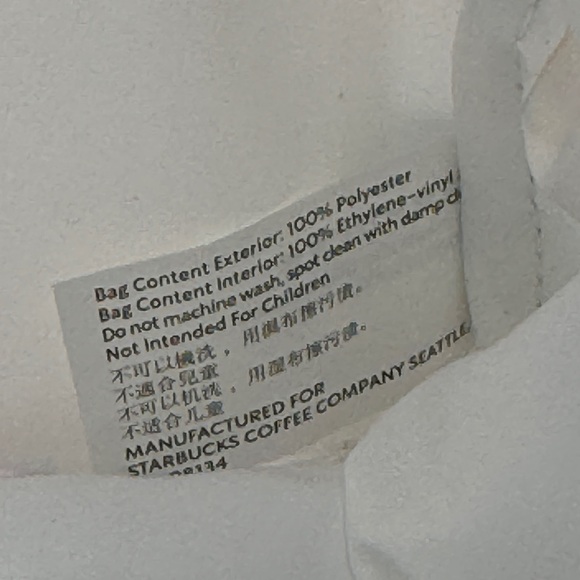 Bag Content Exterior: 100% Polyester
Bag Content Interior: 100% Ethylene-vinyl
Do not machine wash, spot clean with damp
Not Intended For Children
不可以機洗，用濕布擦污漬。
不適合兒童
不可以机洗，用湿布擦污渍。
不适合儿童
MANUFACTURED FOR
STARBUCKS COFFEE COMPANY SEATTLE,
98134